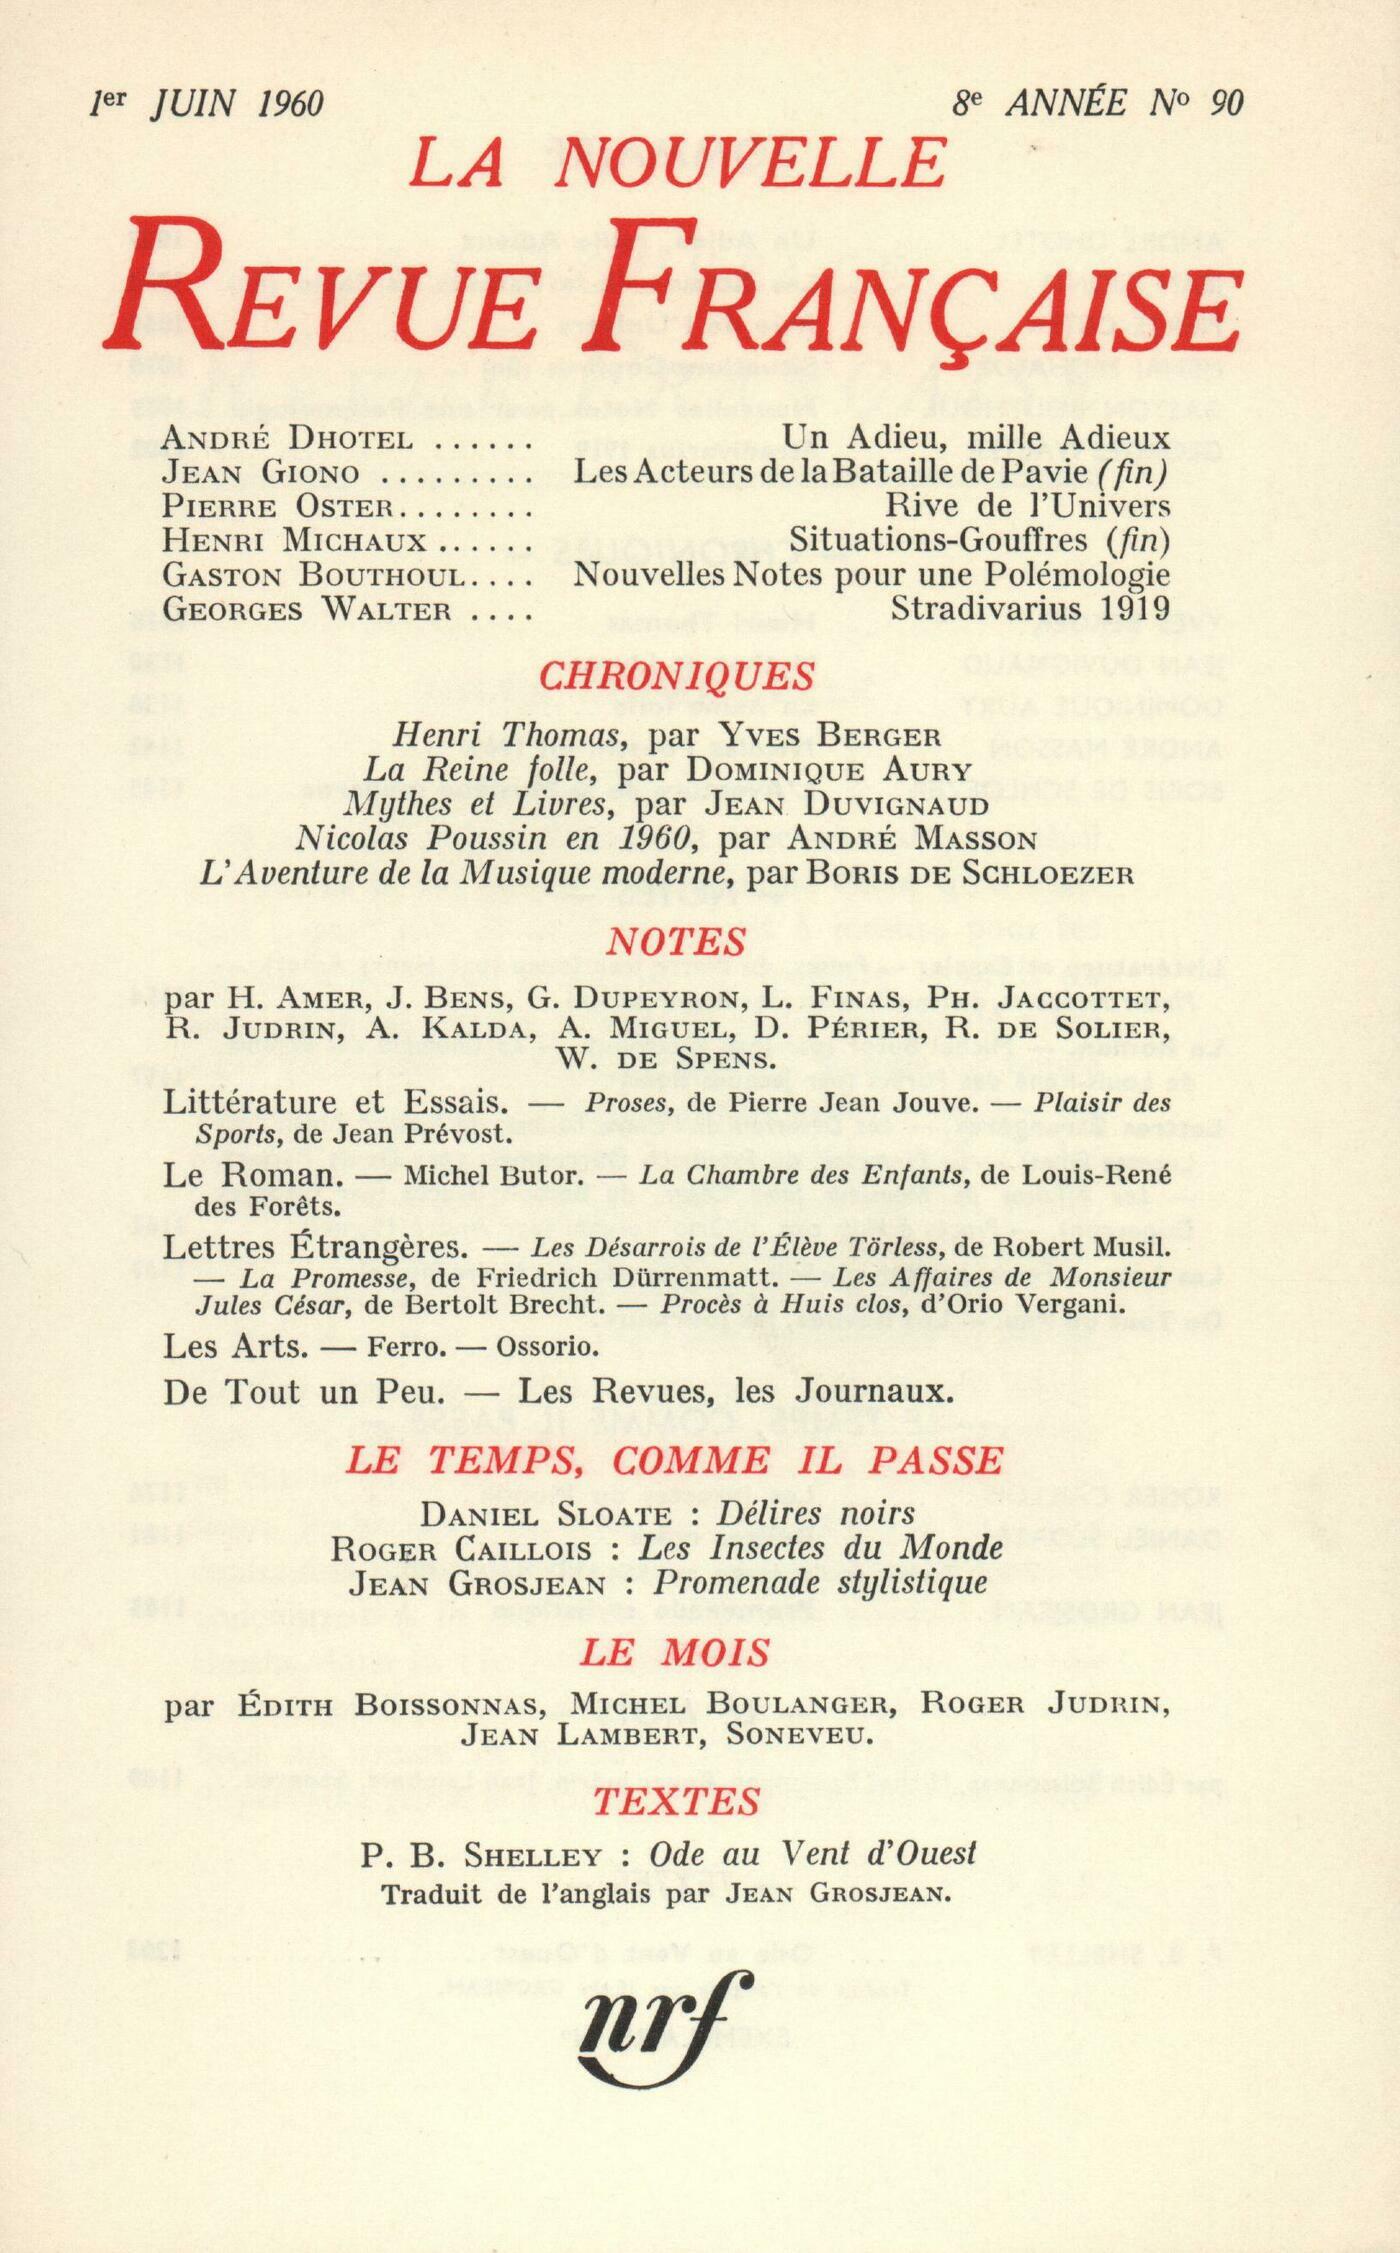 1er JUIN 1960 8e ANNÉE No 90
LA NOUVELLE
REVUE FRANÇAISE
ANDRÉ DHOTEL ...... Un Adieu, mille Adieux
JEAN GIONO ......... Les Acteurs de la Bataille de Pavie (fin)
PIERRE OSTER........ Rive de l'Univers
HENRI MICHAUX ...... Situations-Gouffres (fin)
GASTON BOUTHOUL.... Nouvelles Notes pour une Polémologie
GEORGES WALTER .... Stradivarius 1919
CHRONIQUES
Henri Thomas, par YVES BERGER
La Reine folle, par DOMINIQUE AURY
Mythes et Livres, par JEAN DUVIGNAUD
Nicolas Poussin en 1960, par ANDRÉ MASSON
L'Aventure de la Musique moderne, par BORIS DE SCHLOEZER
NOTES
par H. AMER, J. BENS, G. DUPEYRON, L. FINAS, PH. JACCOTTET,
R. JUDRIN, A. KALDA, A. MIGUEL, D. PÉRIER, R. DE SOLIER,
W. DE SPENS.
Littérature et Essais. — Proses, de Pierre Jean Jouve. — Plaisir des
Sports, de Jean Prévost.
Le Roman. — Michel Butor. — La Chambre des Enfants, de Louis-René
des Forêts.
Lettres Étrangères. — Les Désarrois de l'Élève Törless, de Robert Musil.
— La Promesse, de Friedrich Dürrenmatt. — Les Affaires de Monsieur
Jules César, de Bertolt Brecht. — Procès à Huis clos, d'Orio Vergani.
Les Arts. — Ferro. — Ossorio.
De Tout un Peu. — Les Revues, les Journaux.
LE TEMPS, COMME IL PASSE
DANIEL SLOATE : Délires noirs
ROGER CAILLOIS : Les Insectes du Monde
JEAN GROSJEAN : Promenade stylistique
LE MOIS
par ÉDITH BOISSONNAS, MICHEL BOULANGER, ROGER JUDRIN,
JEAN LAMBERT, SONEVEU.
TEXTES
P. B. SHELLEY : Ode au Vent d'Ouest
Traduit de l'anglais par JEAN GROSJEAN.
nrf